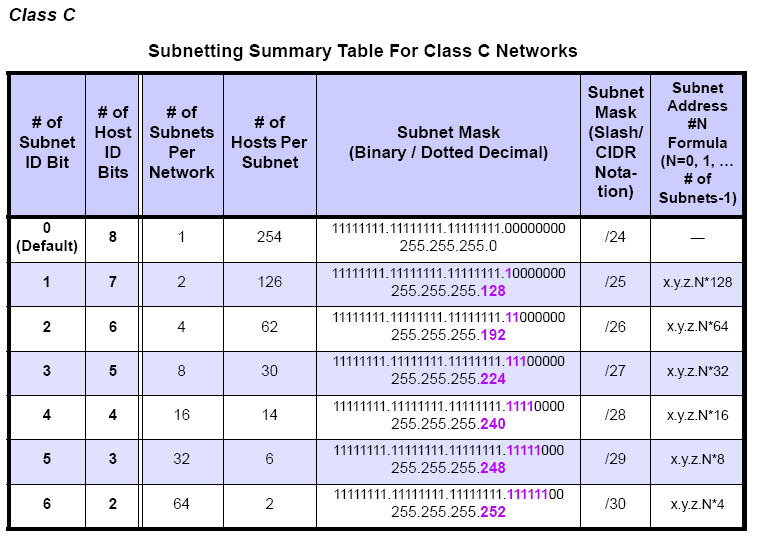 Class C
Subnetting Summary Table For Class C Networks
# of Subnet ID Bit | # of Host ID Bits | # of Subnets Per Network | # of Hosts Per Subnet | Subnet Mask (Binary / Dotted Decimal) | Subnet Mask (Slash/ CIDR Nota- tion) | Subnet Address #N Formula (N=0, 1, … # of Subnets-1)
0 (Default) | 8 | 1 | 254 | 11111111.11111111.11111111.00000000 255.255.255.0 | /24 | —
1 | 7 | 2 | 126 | 11111111.11111111.11111111.10000000 255.255.255.128 | /25 | x.y.z.N*128
2 | 6 | 4 | 62 | 11111111.11111111.11111111.11000000 255.255.255.192 | /26 | x.y.z.N*64
3 | 5 | 8 | 30 | 11111111.11111111.11111111.11100000 255.255.255.224 | /27 | x.y.z.N*32
4 | 4 | 16 | 14 | 11111111.11111111.11111111.11110000 255.255.255.240 | /28 | x.y.z.N*16
5 | 3 | 32 | 6 | 11111111.11111111.11111111.11111000 255.255.255.248 | /29 | x.y.z.N*8
6 | 2 | 64 | 2 | 11111111.11111111.11111111.11111100 255.255.255.252 | /30 | x.y.z.N*4